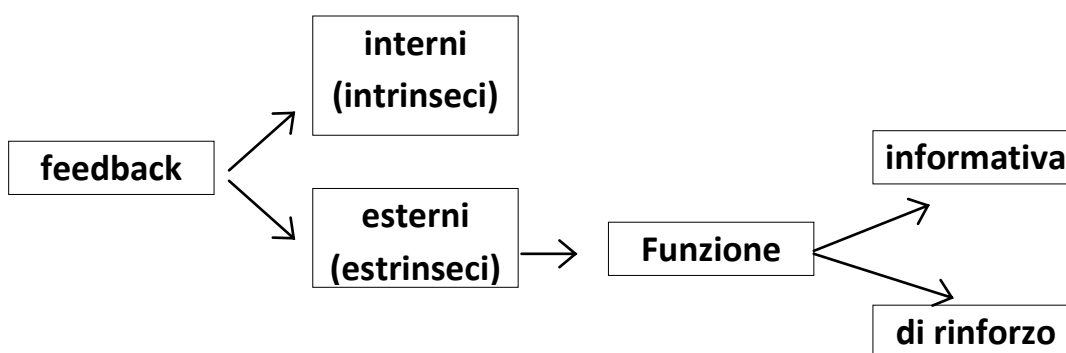 feedback
interni
(intrinseci)
esterni
(estrinseci)
Funzione
informativa
di rinforzo